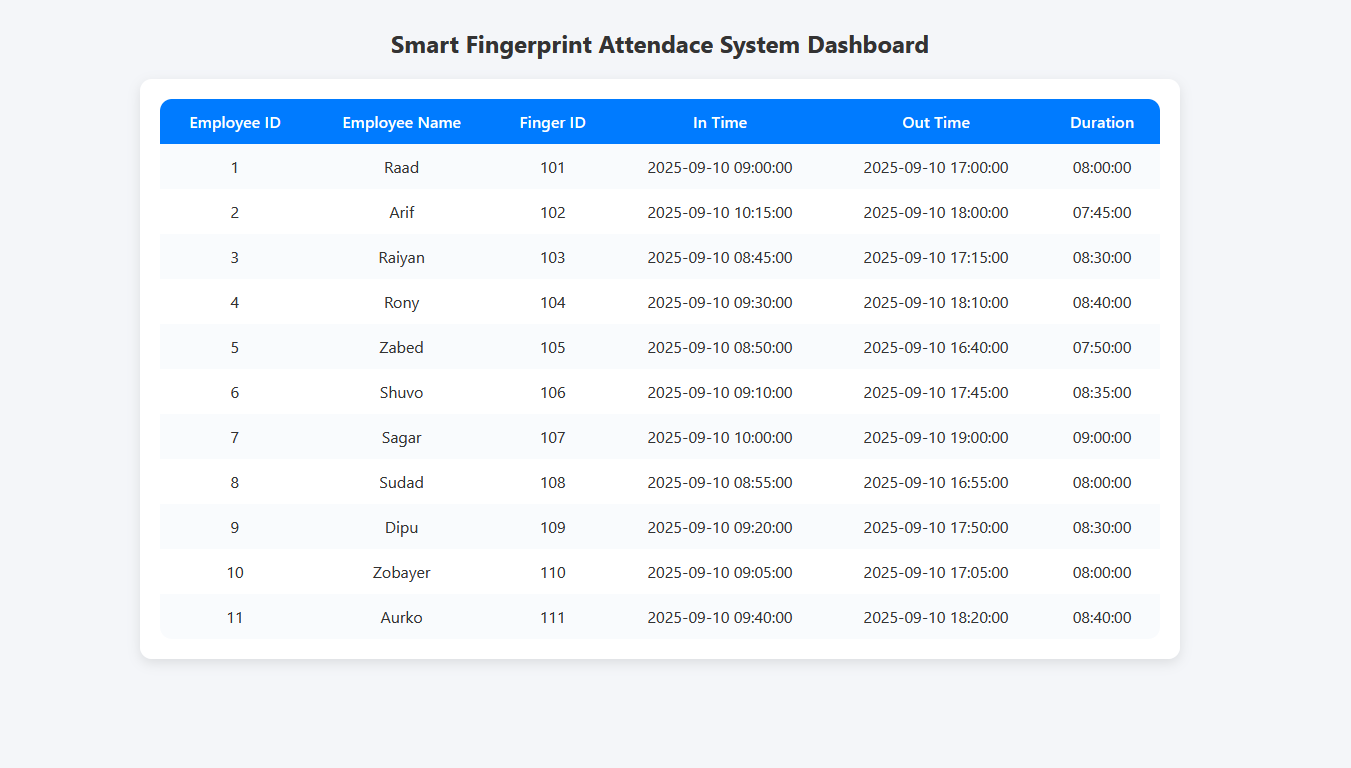 Smart Fingerprint Attendace System Dashboard
Employee ID Employee Name Finger ID In Time Out Time Duration
1 Raad 101 2025-09-10 09:00:00 2025-09-10 17:00:00 08:00:00
2 Arif 102 2025-09-10 10:15:00 2025-09-10 18:00:00 07:45:00
3 Raiyan 103 2025-09-10 08:45:00 2025-09-10 17:15:00 08:30:00
4 Rony 104 2025-09-10 09:30:00 2025-09-10 18:10:00 08:40:00
5 Zabed 105 2025-09-10 08:50:00 2025-09-10 16:40:00 07:50:00
6 Shuvo 106 2025-09-10 09:10:00 2025-09-10 17:45:00 08:35:00
7 Sagar 107 2025-09-10 10:00:00 2025-09-10 19:00:00 09:00:00
8 Sudad 108 2025-09-10 08:55:00 2025-09-10 16:55:00 08:00:00
9 Dipu 109 2025-09-10 09:20:00 2025-09-10 17:50:00 08:30:00
10 Zobayer 110 2025-09-10 09:05:00 2025-09-10 17:05:00 08:00:00
11 Aurko 111 2025-09-10 09:40:00 2025-09-10 18:20:00 08:40:00